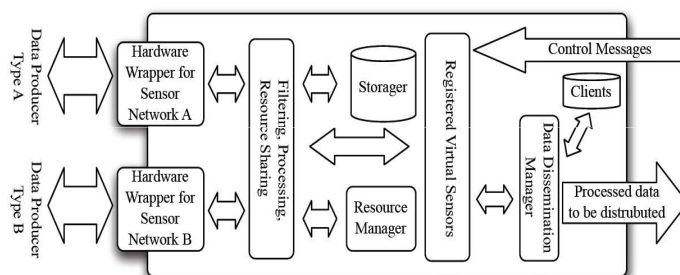 Data Producer
Type A
Hardware
Wrapper for
Sensor
Network A
Filtering, Processing,
Resource Sharing
Storager
Registered Virtual Sensors
Control Messages
Clients
Data Producer
Type B
Hardware
Wrapper for
Sensor
Network B
Resource
Manager
Data Dissemination
Manager
Processed data
to be distrubuted